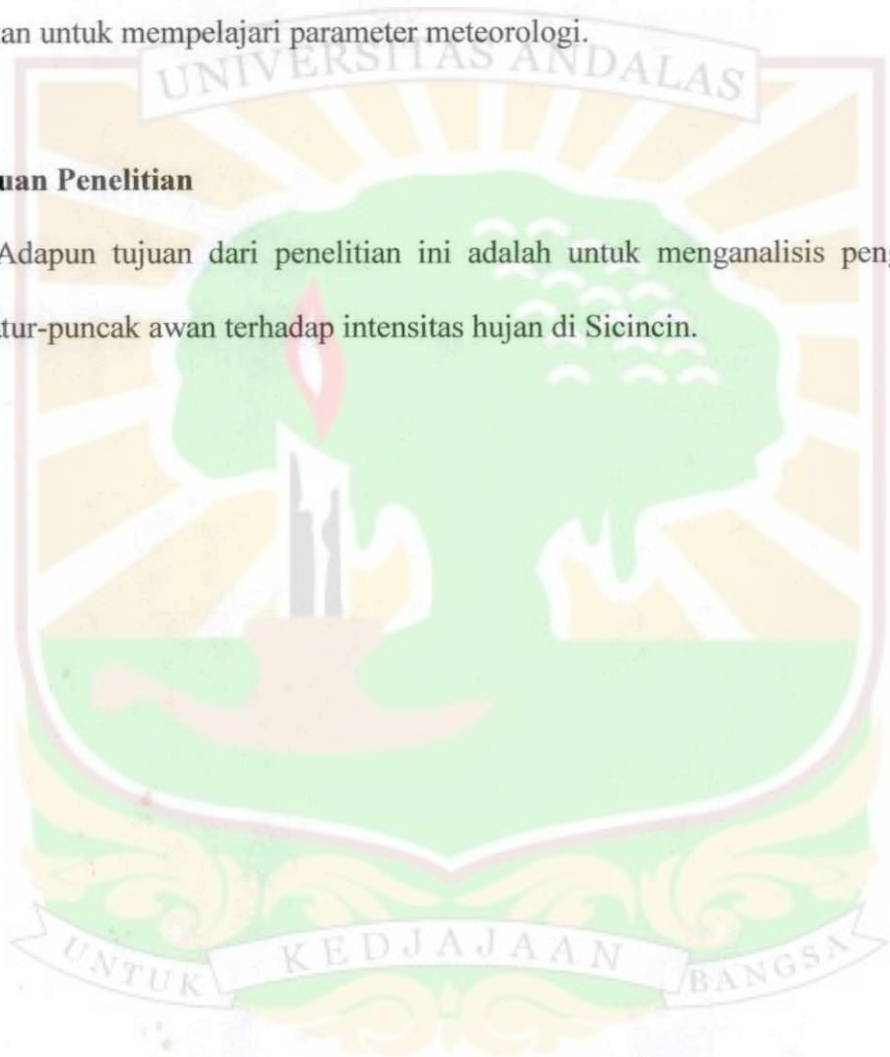 an untuk mempelajari parameter meteorologi.
UNIVERSITAS ANDALAS
uan Penelitian
Adapun tujuan dari penelitian ini adalah untuk menganalisis peng
tur-puncak awan terhadap intensitas hujan di Sicincin.
UNTUK KEDJAJAAN BANGSA